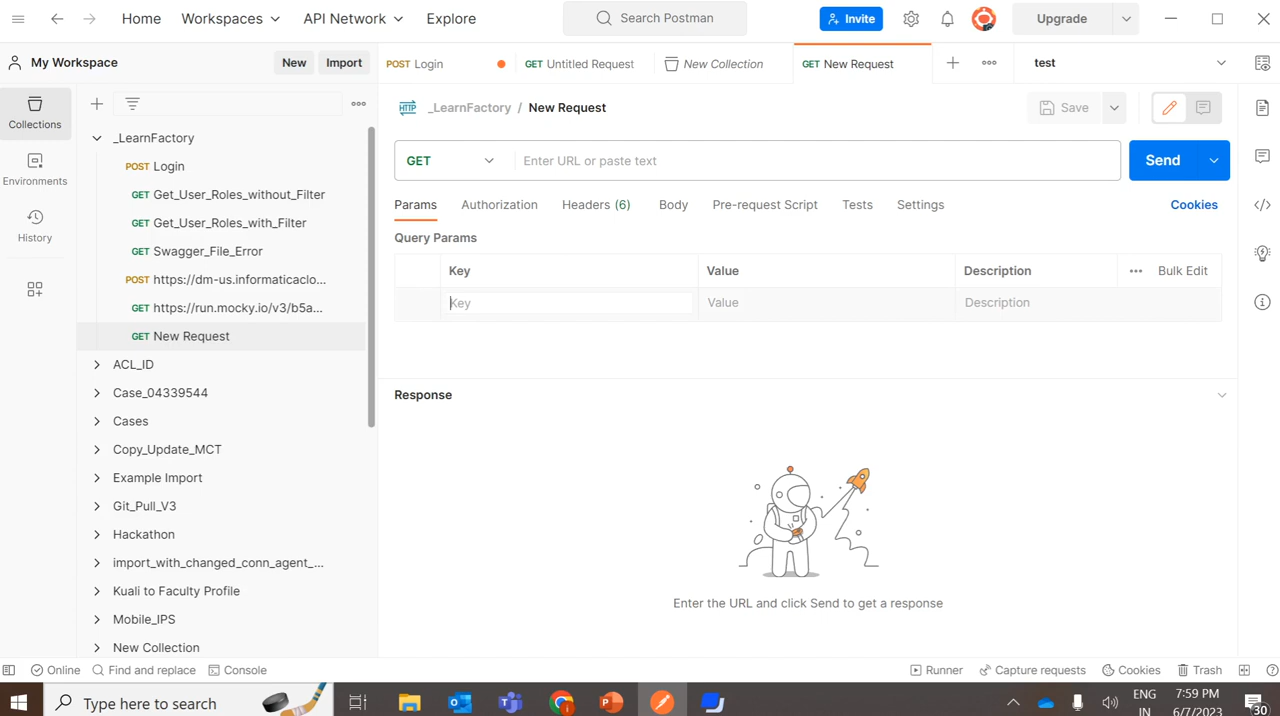 Home Workspaces API Network Explore Search Postman Invite Upgrade
My Workspace New Import POST Login GET Untitled Request New Collection GET New Request test
Collections
Environments
History
_LearnFactory
POST Login
GET Get_User_Roles_without_Filter
GET Get_User_Roles_with_Filter
GET Swagger_File_Error
POST https://dm-us.informaticaclo...
GET https://run.mocky.io/v3/b5a...
GET New Request
ACL_ID
Case_04339544
Cases
Copy_Update_MCT
Example Import
Git_Pull_V3
Hackathon
import_with_changed_conn_agent_...
Kuali to Faculty Profile
Mobile_IPS
New Collection
HTTP _LearnFactory / New Request Save
GET Enter URL or paste text Send
Params Authorization Headers (6) Body Pre-request Script Tests Settings Cookies
Query Params
Key Value Description Bulk Edit
Key Value Description
Response
Enter the URL and click Send to get a response
Online Find and replace Console Runner Capture requests Cookies Trash
Type here to search
ENG
IN
7:59 PM
6/7/2023
30